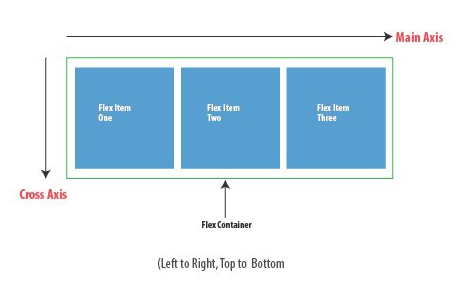 Main Axis
Flex Item
One
Flex Item
Two
Flex Item
Three
Cross Axis
Flex Container
(Left to Right, Top to Bottom